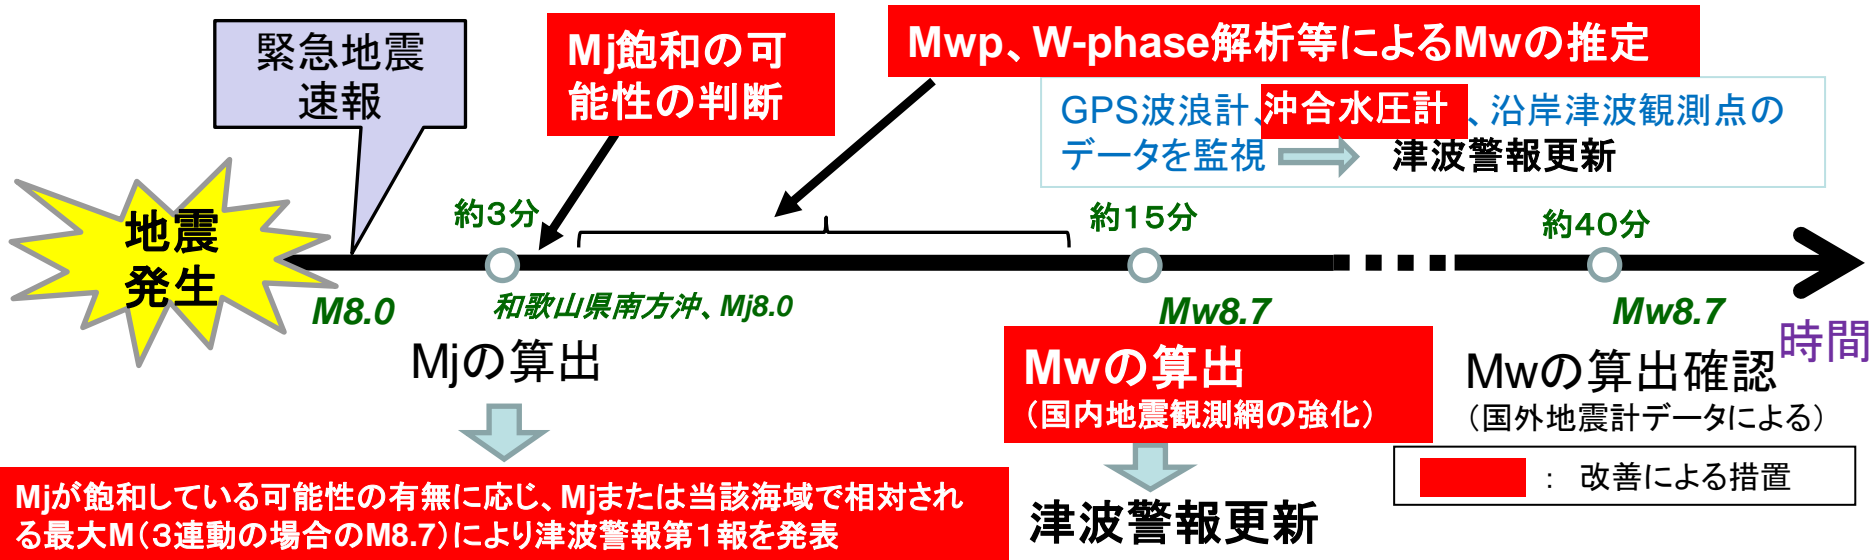 緊急地震
速報
Mj飽和の可
能性の判断
Mwp、W-phase解析等によるMwの推定
GPS波浪計、沖合水圧計、沿岸津波観測点の
データを監視 津波警報更新
地震
発生
約3分
約15分
約40分
M8.0
和歌山県南方沖、Mj8.0
Mw8.7
Mw8.7
時間
Mjの算出
Mwの算出
（国内地震観測網の強化）
Mwの算出確認
（国外地震計データによる）
Mjが飽和している可能性の有無に応じ、Mjまたは当該海域で相対され
る最大M（3連動の場合のM8.7）により津波警報第1報を発表
津波警報更新
： 改善による措置